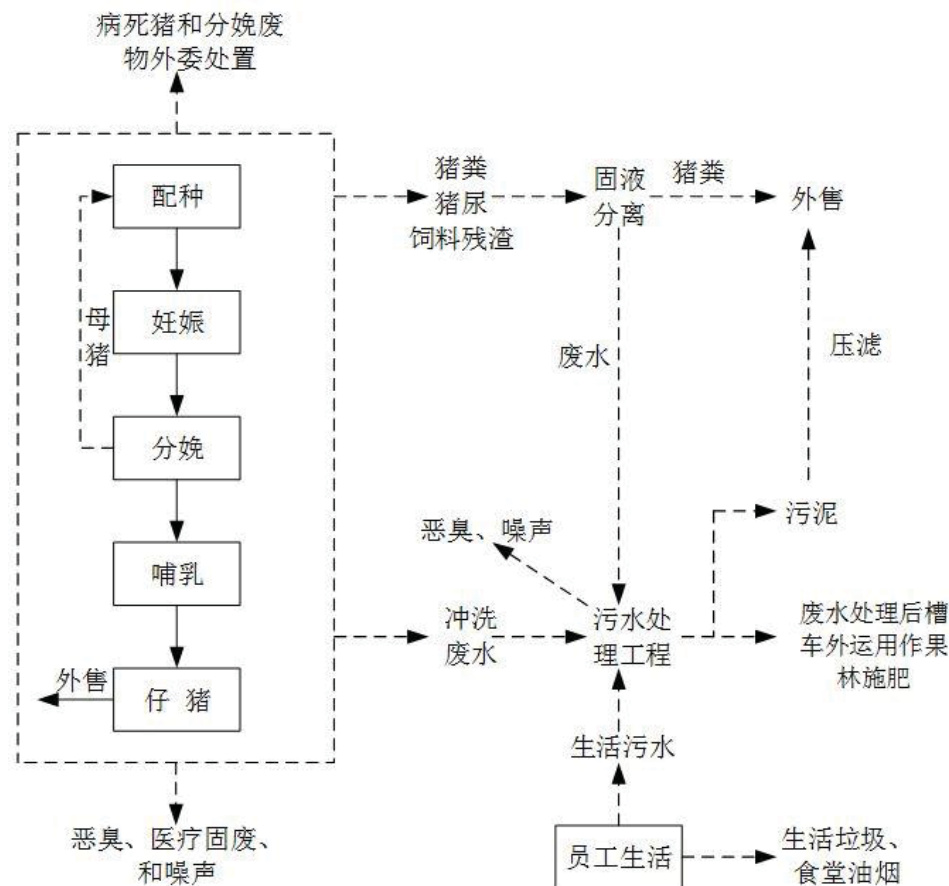 病死猪和分娩废
物外委处置
配种
猪粪
猪尿
饲料残渣
固液
分离
猪粪
外售
母
猪
妊娠
废水
压滤
分娩
恶臭、噪声
污泥
哺乳
冲洗
废水
污水处
理工程
废水处理后槽
车外运用作果
林施肥
外售
仔 猪
生活污水
恶臭、医疗固废、
和噪声
员工生活
生活垃圾、
食堂油烟